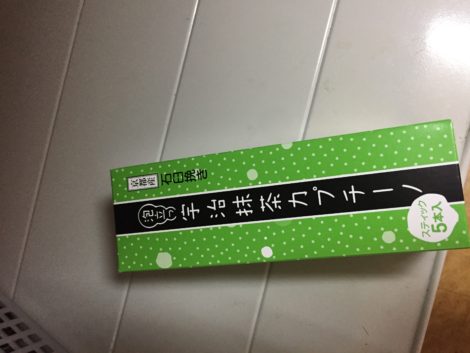 京都産
石臼挽き
泡立つ
宇治抹茶カプチーノ
スティック
5本入